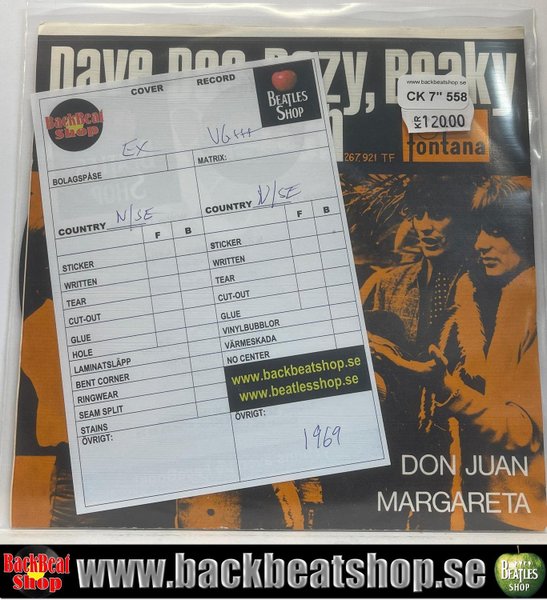 Dave Dee, Dozy, Beaky
www.backbeatshop.se
CK 7" 558
KR 120.00
fontana
267 921 TF
BackBeat
Shop
COVER
RECORD
BEATLES
SHOP
EX
VG+++
BOLAGSPÅSE
MATRIX:
COUNTRY N/SE
COUNTRY N/SE
F B
F B
STICKER
WRITTEN
TEAR
CUT-OUT
GLUE
HOLE
LAMINATSLÄPP
BENT CORNER
RINGWEAR
SEAM SPLIT
STAINS
ÖVRIGT:
STICKER
WRITTEN
TEAR
CUT-OUT
GLUE
VINYLBUBBLOR
VÄRMESKADA
NO CENTER
www.backbeatshop.se
www.beatlesshop.se
ÖVRIGT:
1969
DON JUAN
MARGARETA
BackBeat
Shop
www.backbeatshop.se
BEATLES
SHOP